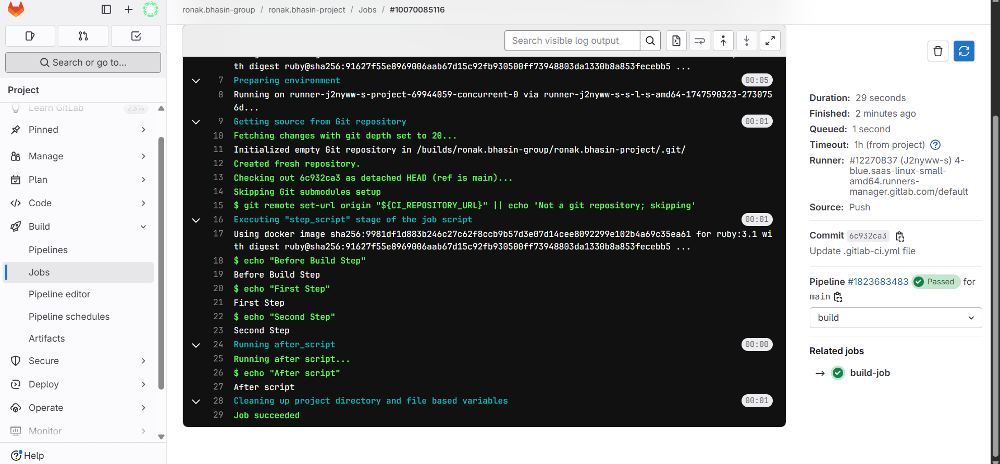 ronak.bhasin-group / ronak.bhasin-project / Jobs / #10070085116
Search or go to...
Project
Learn GitLab 23%
Pinned
Manage
Plan
Code
Build
Pipelines
Jobs
Pipeline editor
Pipeline schedules
Artifacts
Secure
Deploy
Operate
Monitor
Help
Search visible log output
th digest ruby@sha256:91627f55e8969006aab67d15c92fb930500ff73948803da1330b8a853fecebb5 ...
7 Preparing environment 00:05
8 Running on runner-j2nyww-s-project-69944059-concurrent-0 via runner-j2nyww-s-s-l-s-amd64-1747590323-273075
6d...
9 Getting source from Git repository 00:01
10 Fetching changes with git depth set to 20...
11 Initialized empty Git repository in /builds/ronak.bhasin-group/ronak.bhasin-project/.git/
12 Created fresh repository.
13 Checking out 6c932ca3 as detached HEAD (ref is main)...
14 Skipping Git submodules setup
15 $ git remote set-url origin "${CI_REPOSITORY_URL}" || echo 'Not a git repository; skipping'
16 Executing "step_script" stage of the job script 00:01
17 Using docker image sha256:9981df1d883b246c27c62f8ccb9b57d3e07d14cee8092299e102b4a69c35ea61 for ruby:3.1 wi
th digest ruby@sha256:91627f55e8969006aab67d15c92fb930500ff73948803da1330b8a853fecebb5 ...
18 $ echo "Before Build Step"
19 Before Build Step
20 $ echo "First Step"
21 First Step
22 $ echo "Second Step"
23 Second Step
24 Running after_script 00:00
25 Running after script...
26 $ echo "After script"
27 After script
28 Cleaning up project directory and file based variables 00:01
29 Job succeeded
Duration: 29 seconds
Finished: 2 minutes ago
Queued: 1 second
Timeout: 1h (from project)
Runner: #12270837 (J2nyww-s) 4-
blue.saas-linux-small-
amd64.runners-
manager.gitlab.com/default
Source: Push
Commit 6c932ca3
Update .gitlab-ci.yml file
Pipeline #1823683483 Passed for
main
build
Related jobs
→ build-job